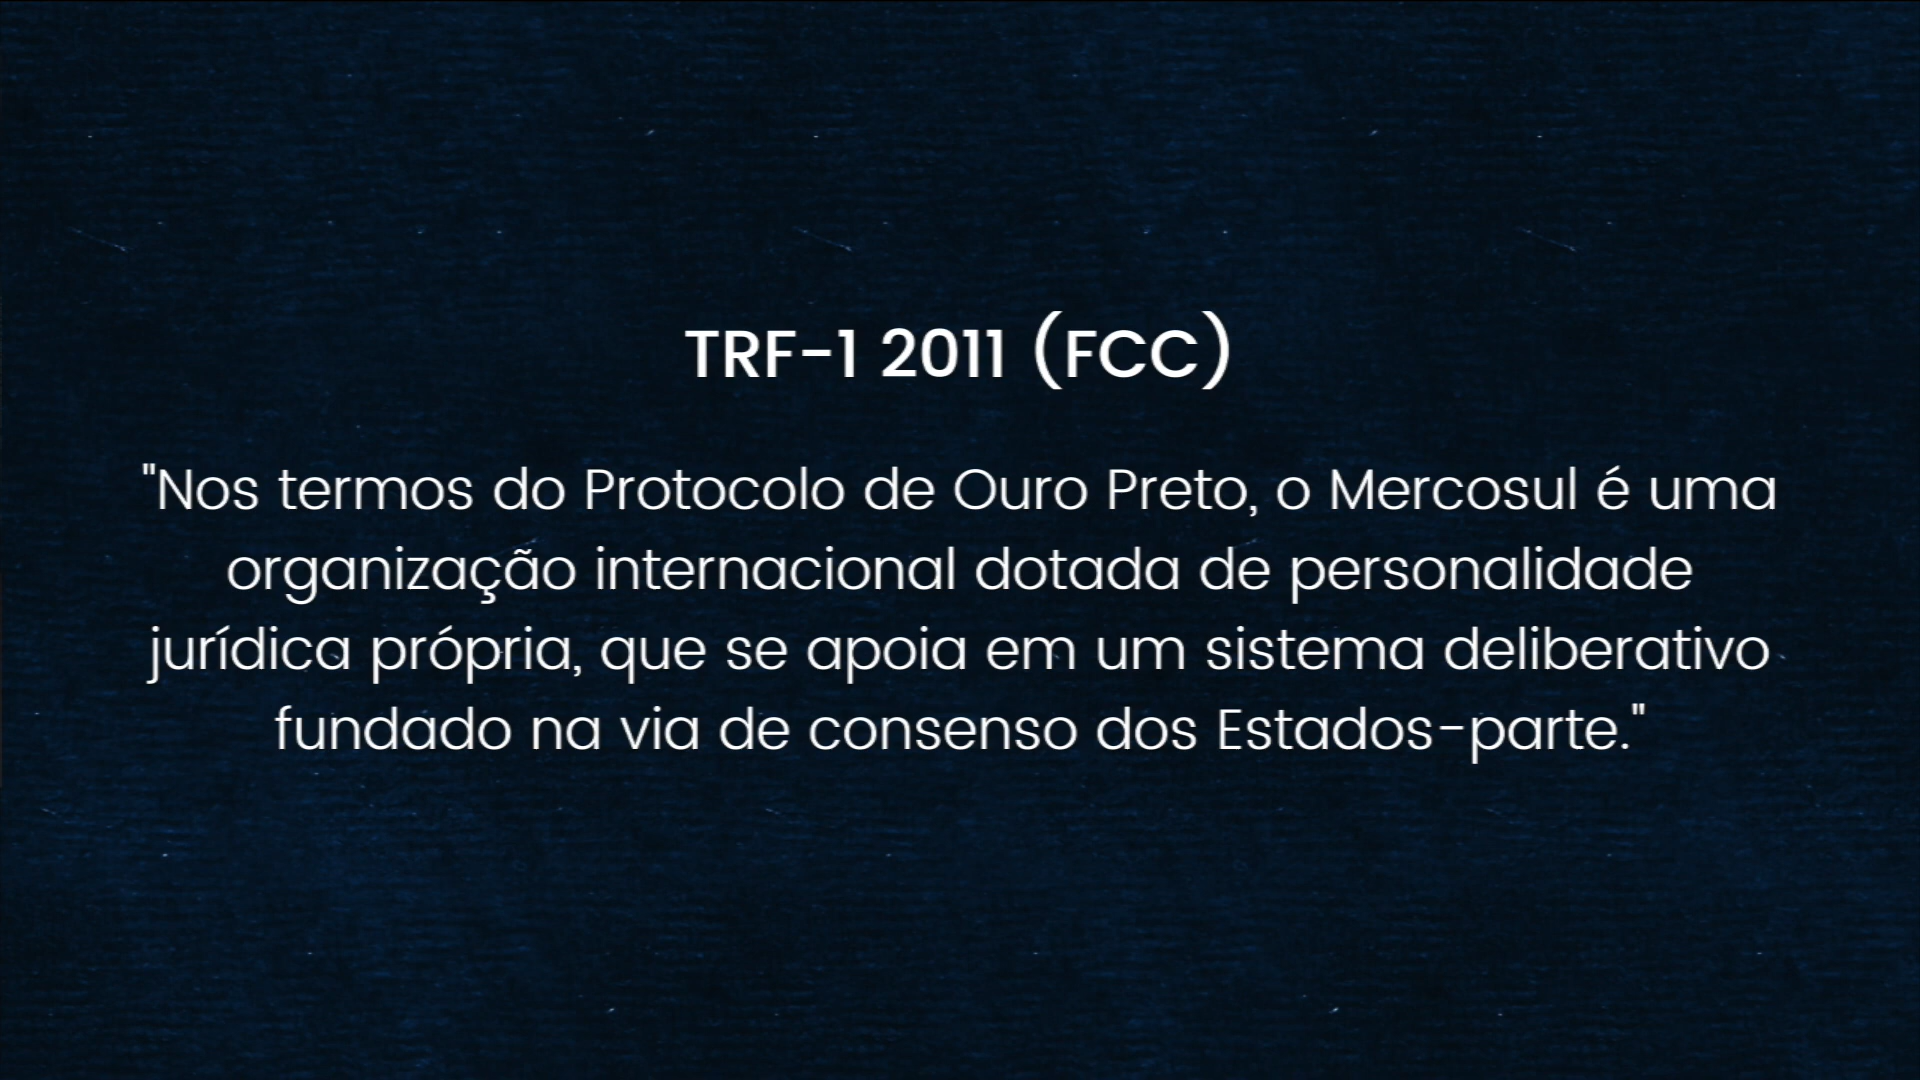 TRF-1 2011 (FCC)
"Nos termos do Protocolo de Ouro Preto, o Mercosul é uma
organização internacional dotada de personalidade
jurídica própria, que se apoia em um sistema deliberativo
fundado na via de consenso dos Estados-parte."